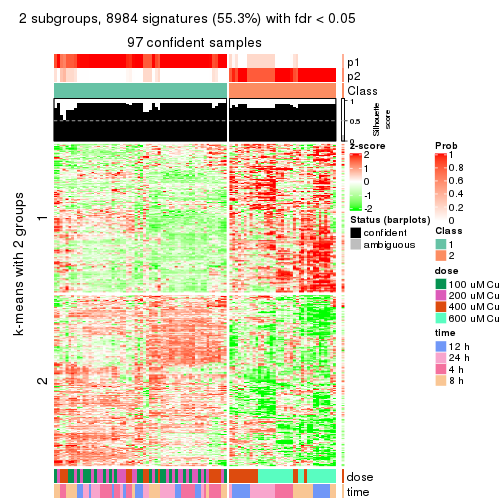 2 subgroups, 8984 signatures (55.3%) with fdr < 0.05
97 confident samples
p1
p2
Class
1
0.5
0
Silhouette
score
k-means with 2 groups
1
2
z-score
2
1
0
-1
-2
Status (barplots)
confident
ambiguous
Prob
1
0.8
0.6
0.4
0.2
0
Class
1
2
dose
100 uM Cu
200 uM Cu
400 uM Cu
600 uM Cu
time
12 h
24 h
4 h
8 h
dose
time